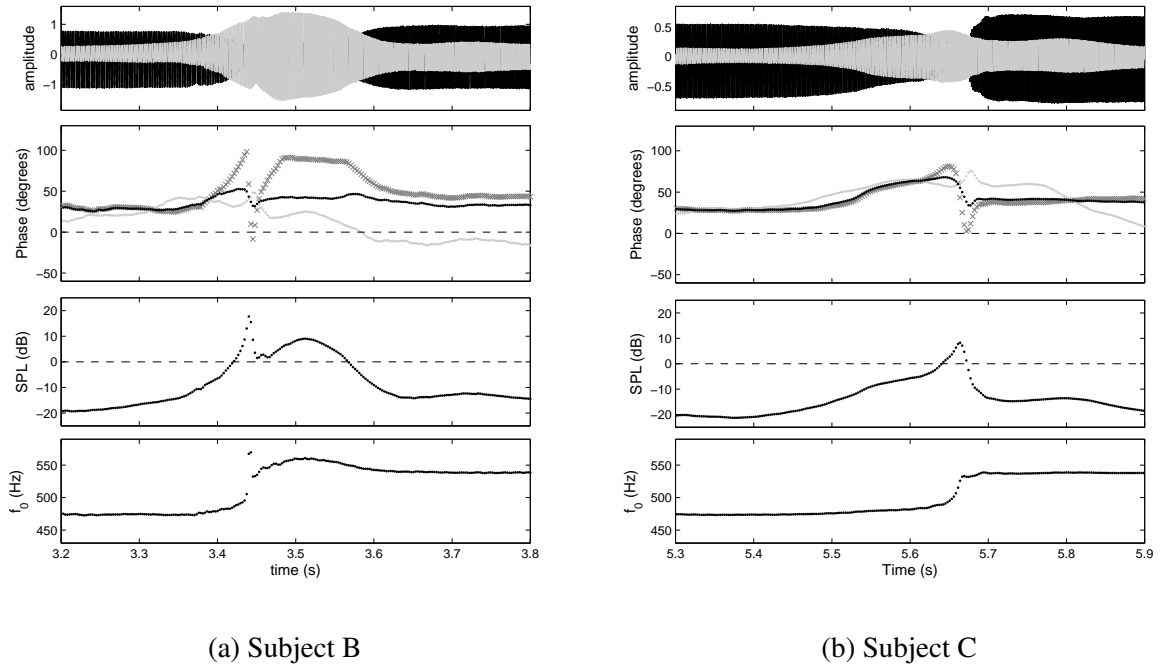 amplitude
1
0
−1
Phase (degrees)
100
50
0
−50
SPL (dB)
20
10
0
−10
−20
f0 (Hz)
550
500
450
3.2 3.3 3.4 3.5 3.6 3.7 3.8
time (s)
(a) Subject B
amplitude
0.5
0
−0.5
Phase (degrees)
100
50
0
−50
SPL (dB)
20
10
0
−10
−20
f0 (Hz)
550
500
450
5.3 5.4 5.5 5.6 5.7 5.8 5.9
Time (s)
(b) Subject C